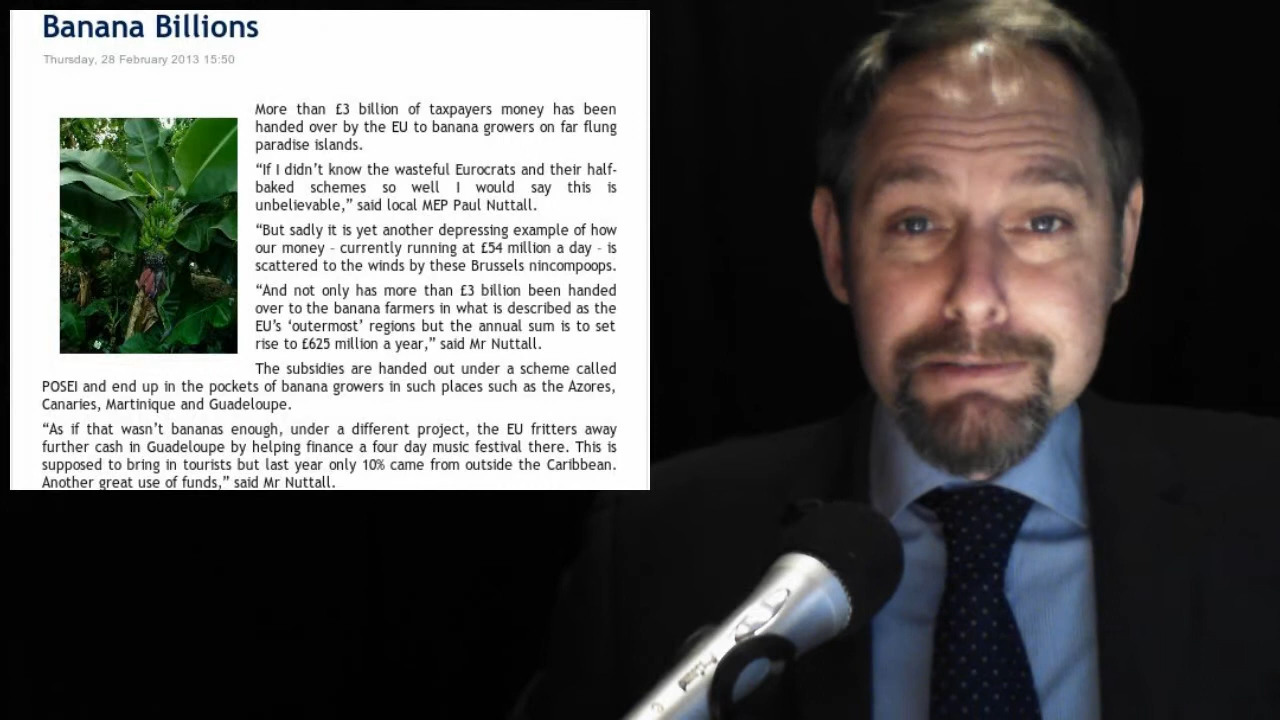 Banana Billions
Thursday, 28 February 2013 15:50
More than £3 billion of taxpayers money has been
handed over by the EU to banana growers on far flung
paradise islands.
“If I didn’t know the wasteful Eurocrats and their half-
baked schemes so well I would say this is
unbelievable,” said local MEP Paul Nuttall.
“But sadly it is yet another depressing example of how
our money - currently running at £54 million a day - is
scattered to the winds by these Brussels nincompoops.
“And not only has more than £3 billion been handed
over to the banana farmers in what is described as the
EU’s ‘outermost’ regions but the annual sum is to set
rise to £625 million a year,” said Mr Nuttall.
The subsidies are handed out under a scheme called
POSEI and end up in the pockets of banana growers in such places such as the Azores,
Canaries, Martinique and Guadeloupe.
“As if that wasn’t bananas enough, under a different project, the EU fritters away
further cash in Guadeloupe by helping finance a four day music festival there. This is
supposed to bring in tourists but last year only 10% came from outside the Caribbean.
Another great use of funds,” said Mr Nuttall.